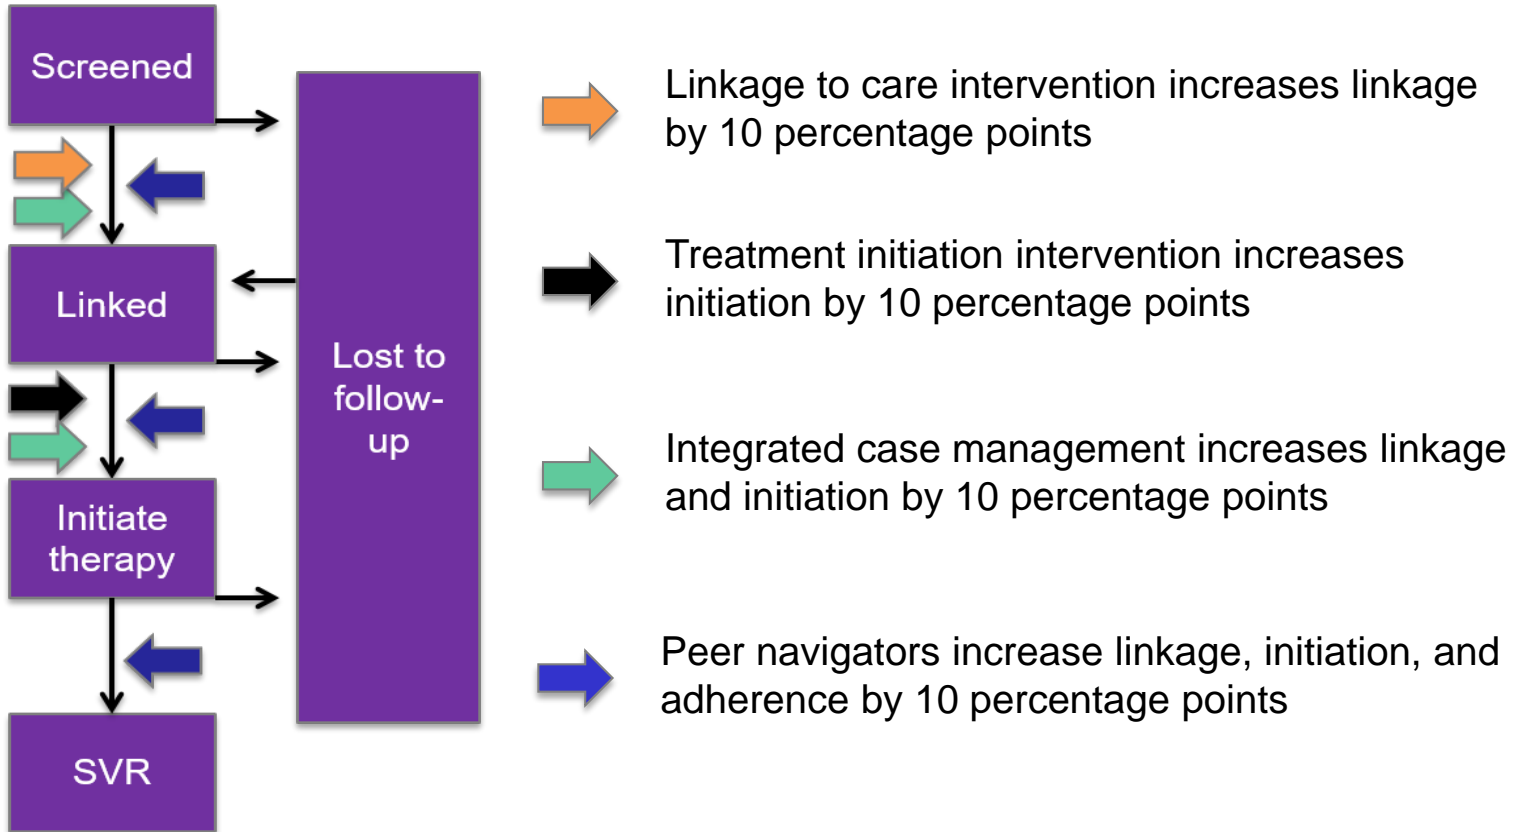 Screened
Linked
Initiate
therapy
SVR
Lost to
follow-
up
Linkage to care intervention increases linkage
by 10 percentage points
Treatment initiation intervention increases
initiation by 10 percentage points
Integrated case management increases linkage
and initiation by 10 percentage points
Peer navigators increase linkage, initiation, and
adherence by 10 percentage points